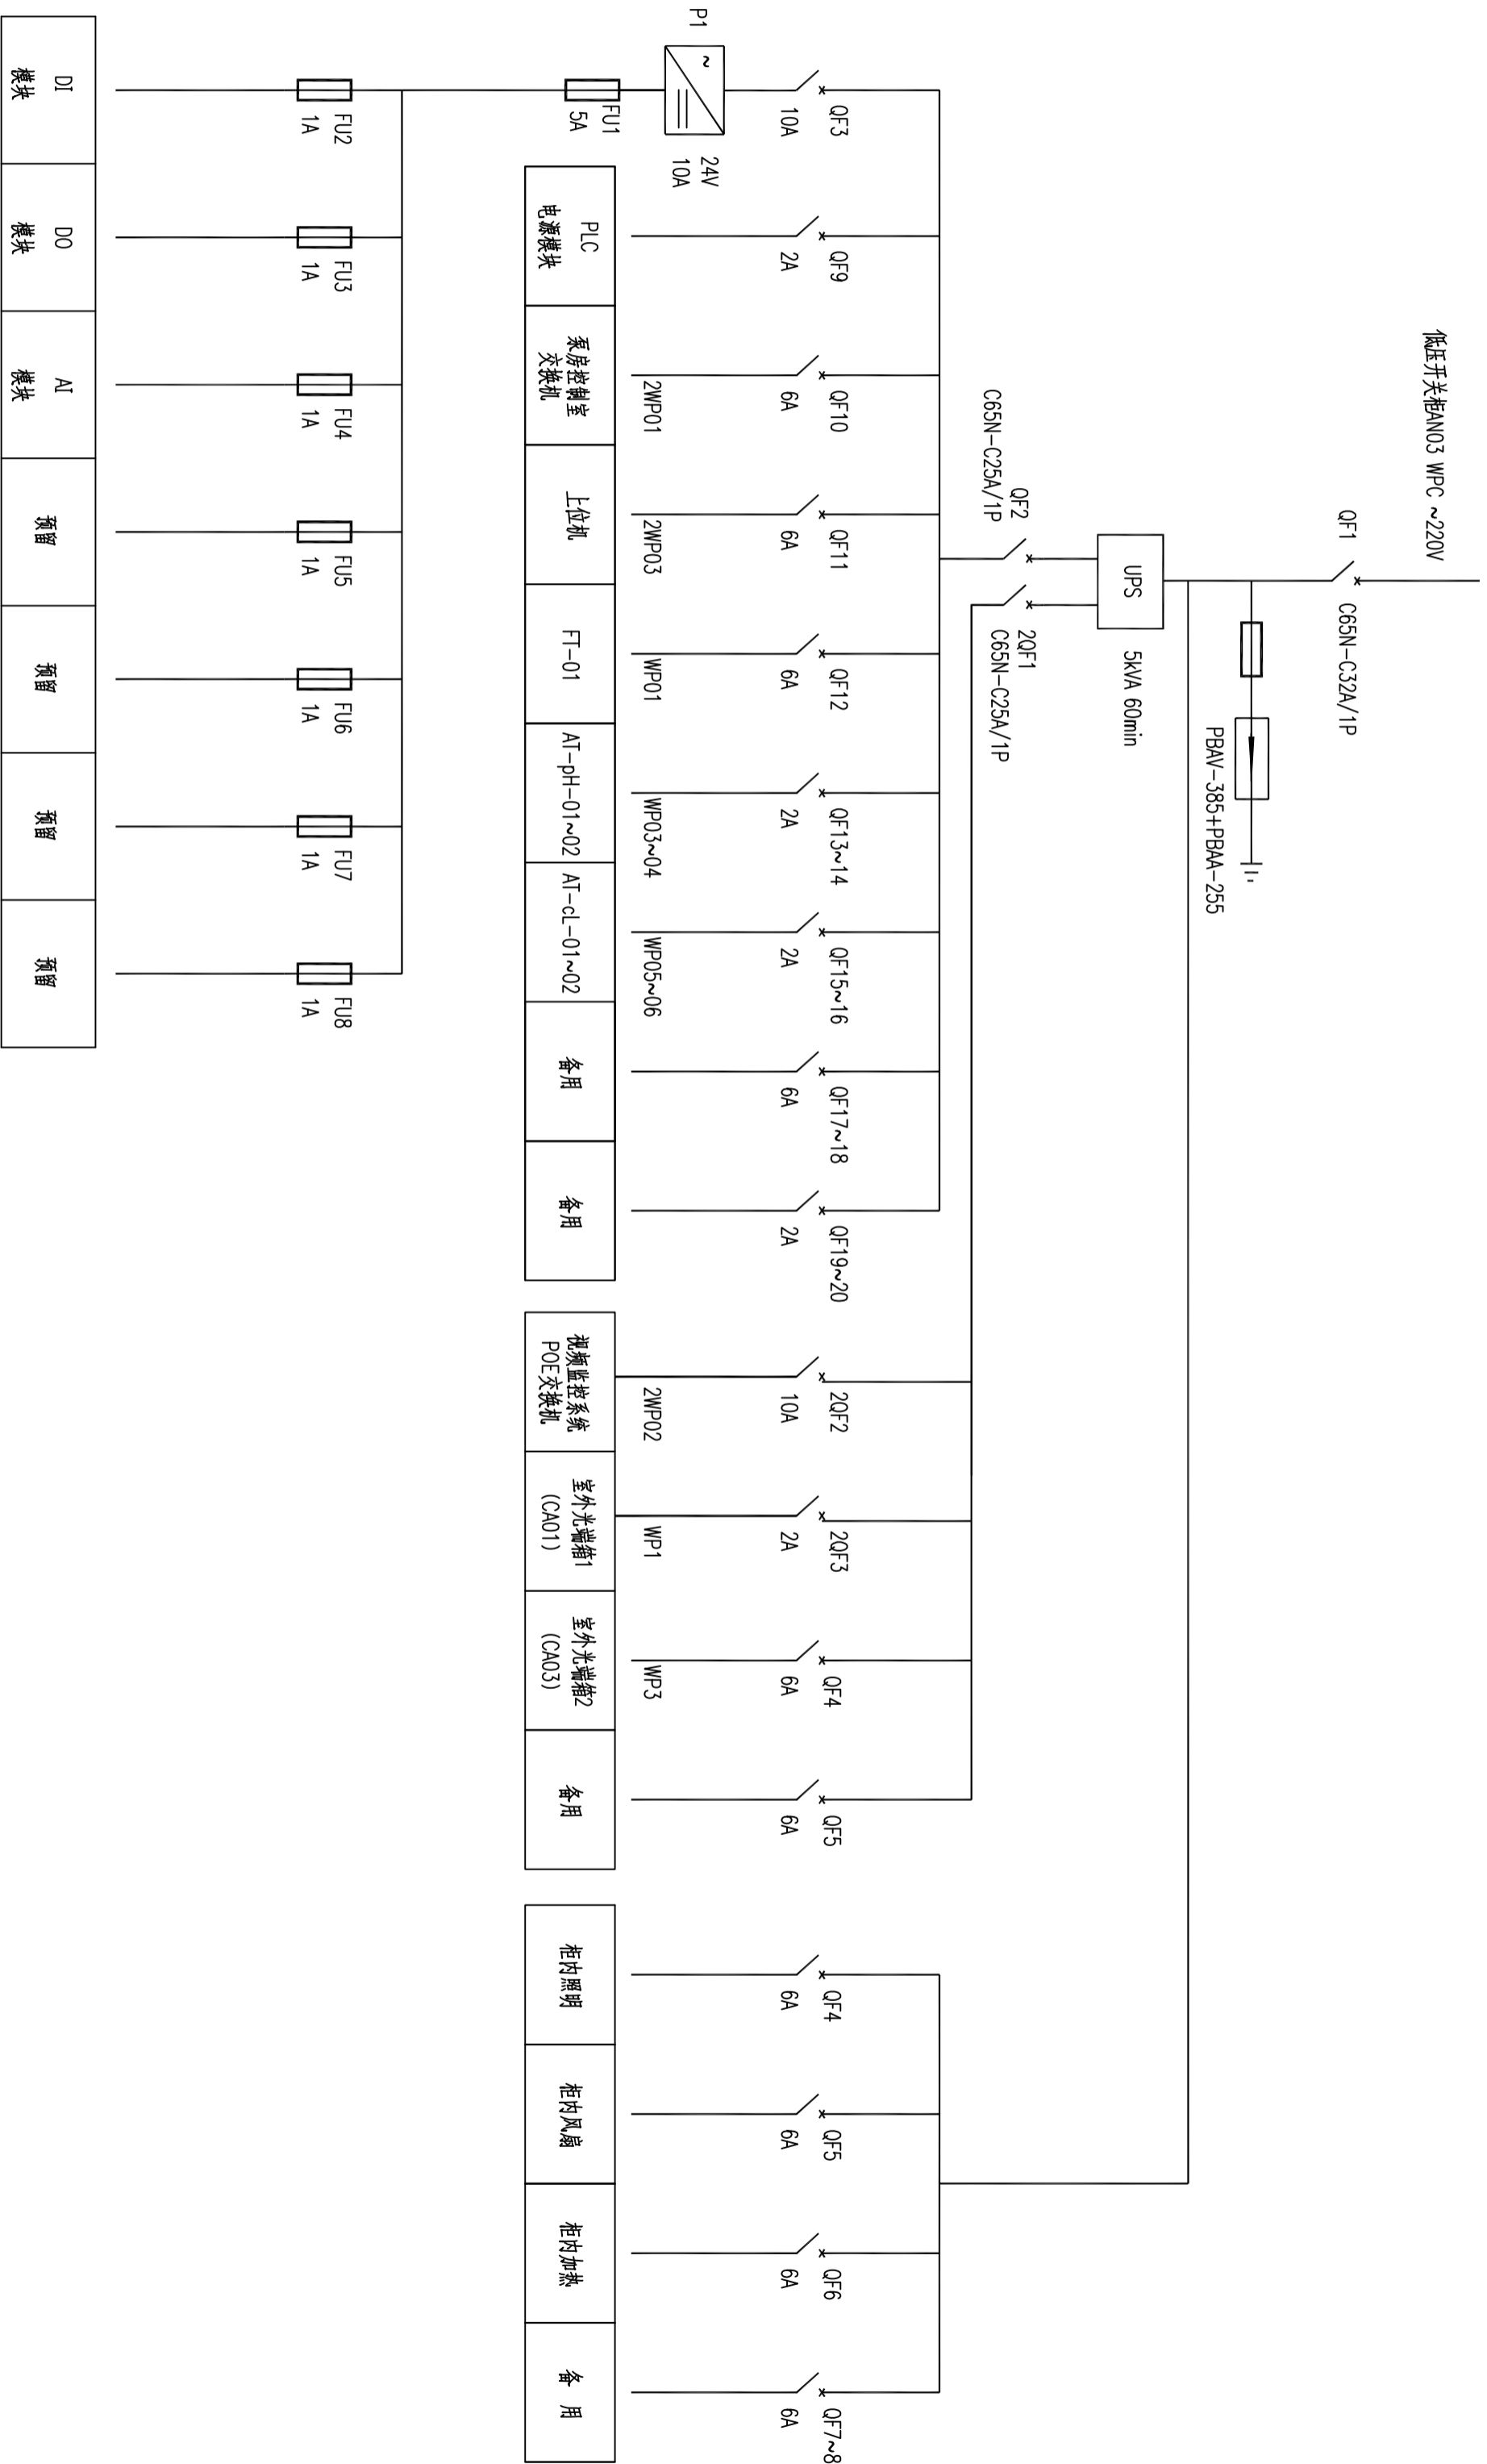 低压开关柜AN03 WPC ~220V
QF1
C65N-C32A/1P
PBAV-385+PBAA-255
UPS
5kVA 60min
QF2
C65N-C25A/1P
2QF1
C65N-C25A/1P
QF3
10A
QF9
2A
QF10
6A
QF11
6A
QF12
6A
QF13~14
2A
QF15~16
2A
QF17~18
6A
QF19~20
2A
2QF2
10A
2QF3
2A
QF4
6A
QF5
6A
QF4
6A
QF5
6A
QF6
6A
QF7~8
6A
P1
~
24V
10A
2WP01
2WP03
WP01
WP03~04
WP05~06
2WP02
WP1
WP3
PLC
电源模块
泵房控制室
交换机
上位机
FT-01
AT-pH-01~02
AT-cL-01~02
备用
备用
视频监控系统
POE交换机
室外光端箱1
(CA01)
室外光端箱2
(CA03)
备用
柜内照明
柜内风扇
柜内加热
备 用
FU1
5A
FU2
1A
FU3
1A
FU4
1A
FU5
1A
FU6
1A
FU7
1A
FU8
1A
DI
模块
DO
模块
AI
模块
预留
预留
预留
预留